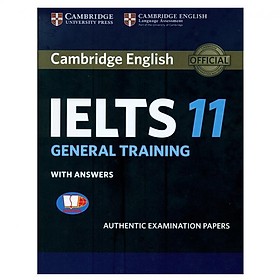 CAMBRIDGE UNIVERSITY PRESS
CAMBRIDGE ENGLISH
Language Assessment
Cambridge English
OFFICIAL
IELTS 11
GENERAL TRAINING
WITH ANSWERS
AUTHENTIC EXAMINATION PAPERS